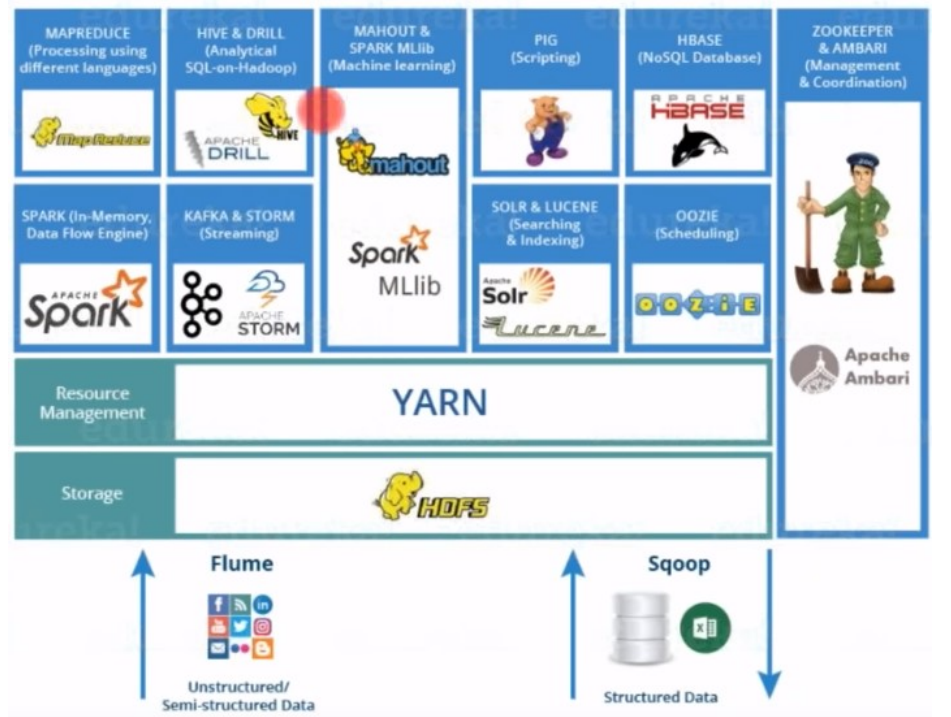 MAPREDUCE
(Processing using
different languages)
Map Reduce
HIVE & DRILL
(Analytical
SQL-on-Hadoop)
HIVE
APACHE
DRILL
MAHOUT &
SPARK MLlib
(Machine learning)
mahout
Spark
MLlib
PIG
(Scripting)
HBASE
(NoSQL Database)
APACHE
HBASE
ZOOKEEPER
& AMBARI
(Management
& Coordination)
Apache
Ambari
SPARK (In-Memory,
Data Flow Engine)
APACHE
Spark
KAFKA & STORM
(Streaming)
APACHE
STORM
SOLR & LUCENE
(Searching
& Indexing)
Apache
Solr
Lucene
OOZIE
(Scheduling)
OOZiE
Resource
Management
YARN
Storage
HDFS
Flume
Unstructured/
Semi-structured Data
Sqoop
Structured Data